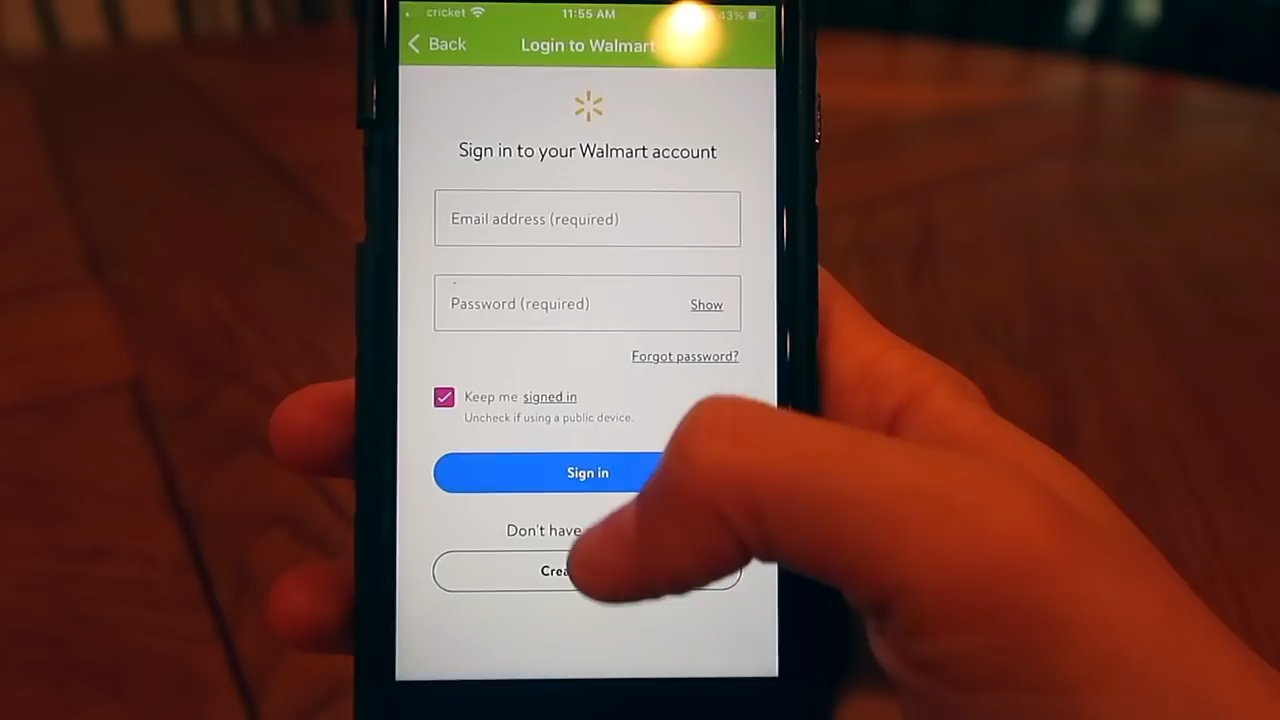 cricket 11:55 AM 43%
Back Login to Walmart
Sign in to your Walmart account
Email address (required)
Password (required) Show
Forgot password?
Keep me signed in
Uncheck if using a public device.
Sign in
Don't have